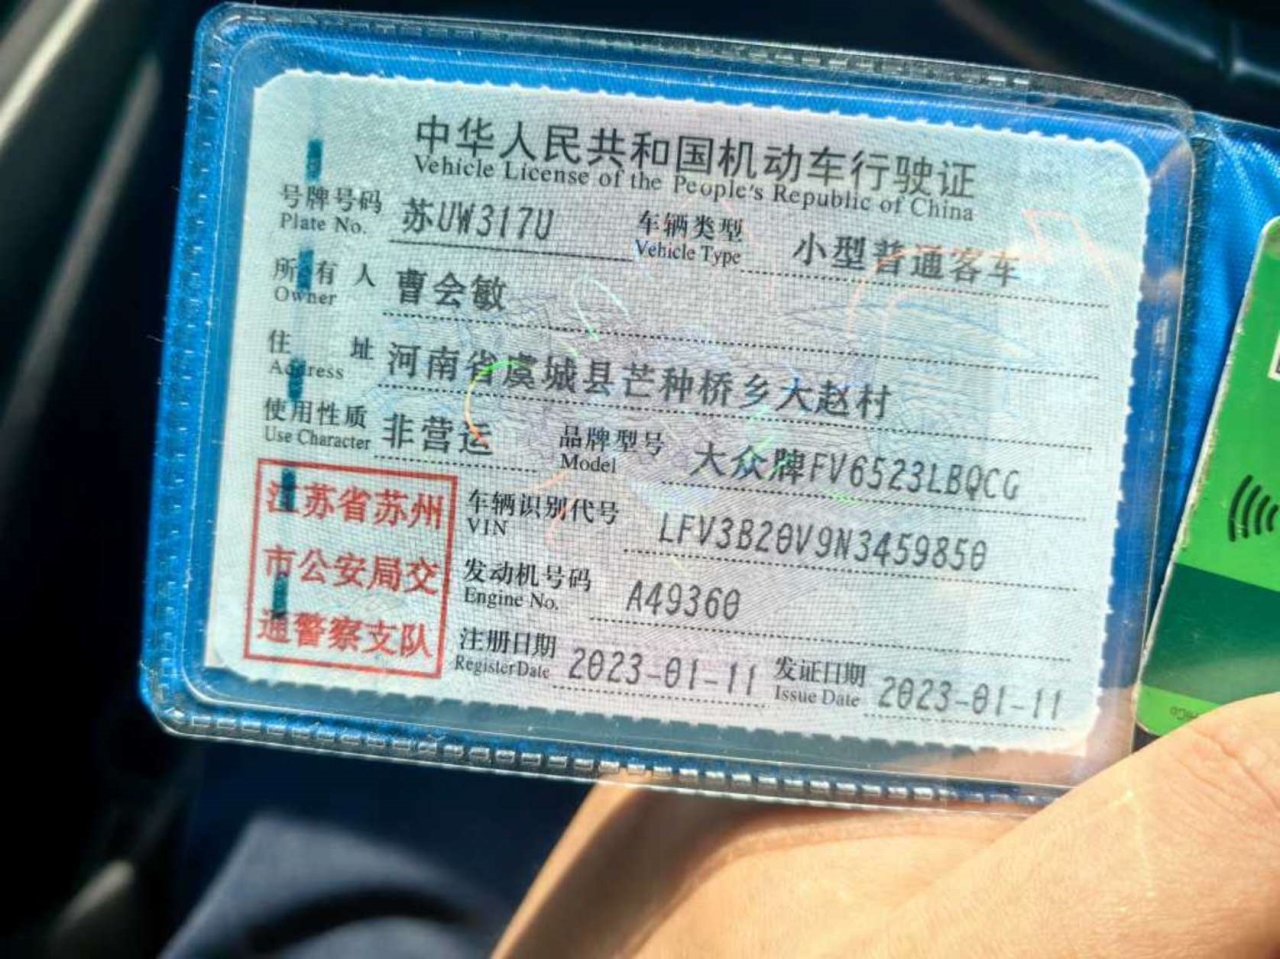 中华人民共和国机动车行驶证
Vehicle License of the People's Republic of China
号牌号码 苏UW317U 车辆类型 小型普通客车
Plate No. Vehicle Type
所有人 曹会敏
Owner
住址 河南省虞城县芒种桥乡大赵村
Address
使用性质 非营运 品牌型号 大众牌FV6523LBQCG
Use Character Model
江苏省苏州
市公安局交
通警察支队
车辆识别代号 LFV3B20V9N3459850
VIN
发动机号码 A49360
Engine No.
注册日期 2023-01-11 发证日期 2023-01-11
Register Date Issue Date